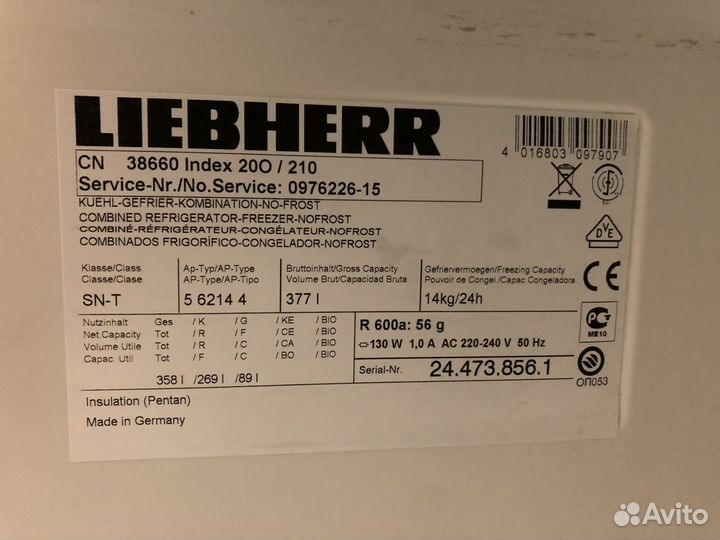 LIEBHERR
4 016803 097907
CN 38660 Index 20O / 210
Service-Nr./No.Service: 0976226-15
KUEHL-GEFRIER-KOMBINATION-NO-FROST
COMBINED REFRIGERATOR-FREEZER-NOFROST
COMBINÉ-RÉFRIGÉRATEUR-CONGÉLATEUR-NOFROST
COMBINADOS FRIGORÍFICO-CONGELADOR-NOFROST
DVE
CE
Klasse/Class Ap-Typ/AP-Type Bruttoinhalt/Gross Capacity Gefriervermoegen/Freezing Capacity
Classe/Clase AP-Type/AP-Tipo Volume Brut/Capacidad Bruta Pouvoir de Congel./Capac. Congeladora
SN-T 5 6214 4 377 l 14kg/24h
Nutzinhalt Ges /K /G /KE /BIO
Net.Capacity Tot /R /F /CE /BIO
Volume Utile Tot /R /C /CA /BIO
Capac. Util Tot /F /C /BO /BIO
358 l /269 l /89 l
R 600a: 56 g
130 W 1,0 A AC 220-240 V 50 Hz
Serial-Nr. 24.473.856.1
ME10
ОП053
Insulation (Pentan)
Made in Germany
Avito